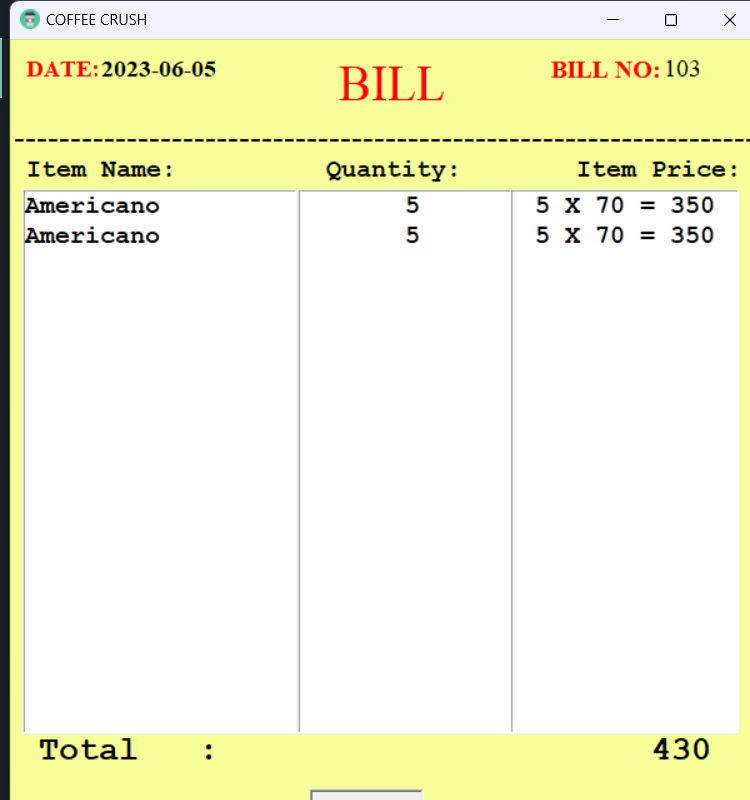 COFFEE CRUSH
DATE:2023-06-05 BILL BILL NO:103
--------------------------------------------------------------
Item Name: Quantity: Item Price:
Americano 5 5 X 70 = 350
Americano 5 5 X 70 = 350
Total : 430